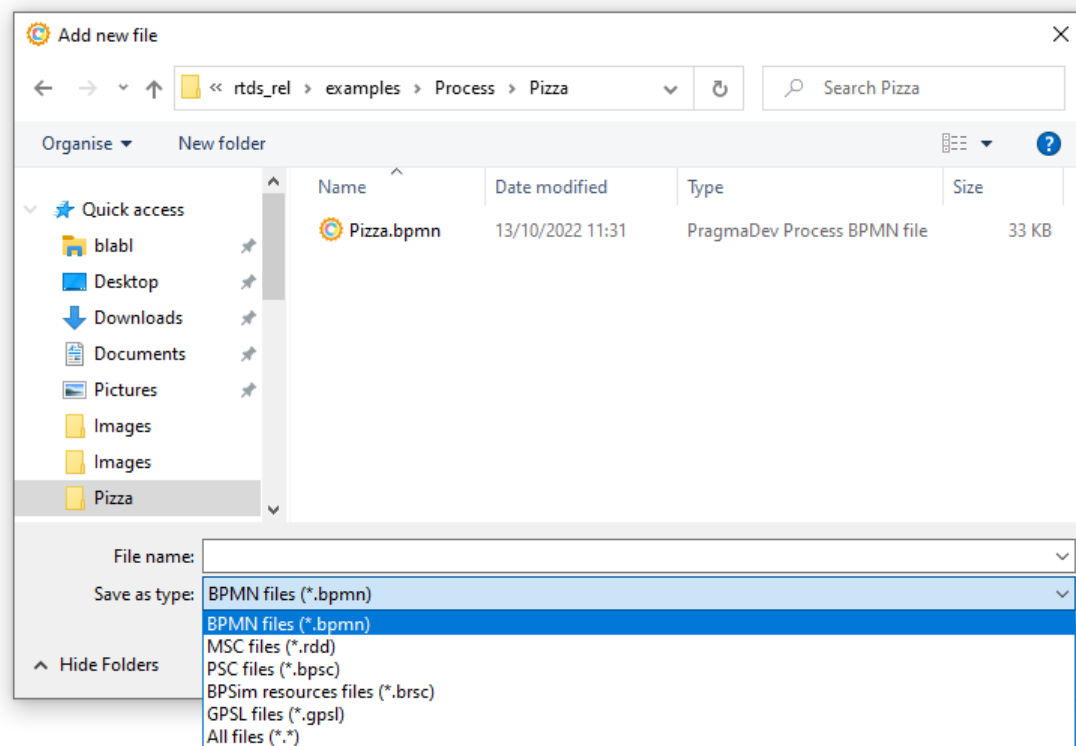 Add new file
« rtds_rel › examples › Process › Pizza
Search Pizza
Organise New folder
?
Name Date modified Type Size
Quick access
Pizza.bpmn 13/10/2022 11:31 PragmaDev Process BPMN file 33 KB
blabl
Desktop
Downloads
Documents
Pictures
Images
Images
Pizza
File name:
Save as type: BPMN files (*.bpmn)
BPMN files (*.bpmn)
MSC files (*.rdd)
Hide Folders
PSC files (*.bpsc)
BPSim resources files (*.brsc)
GPSL files (*.gpsl)
All files (*.*)